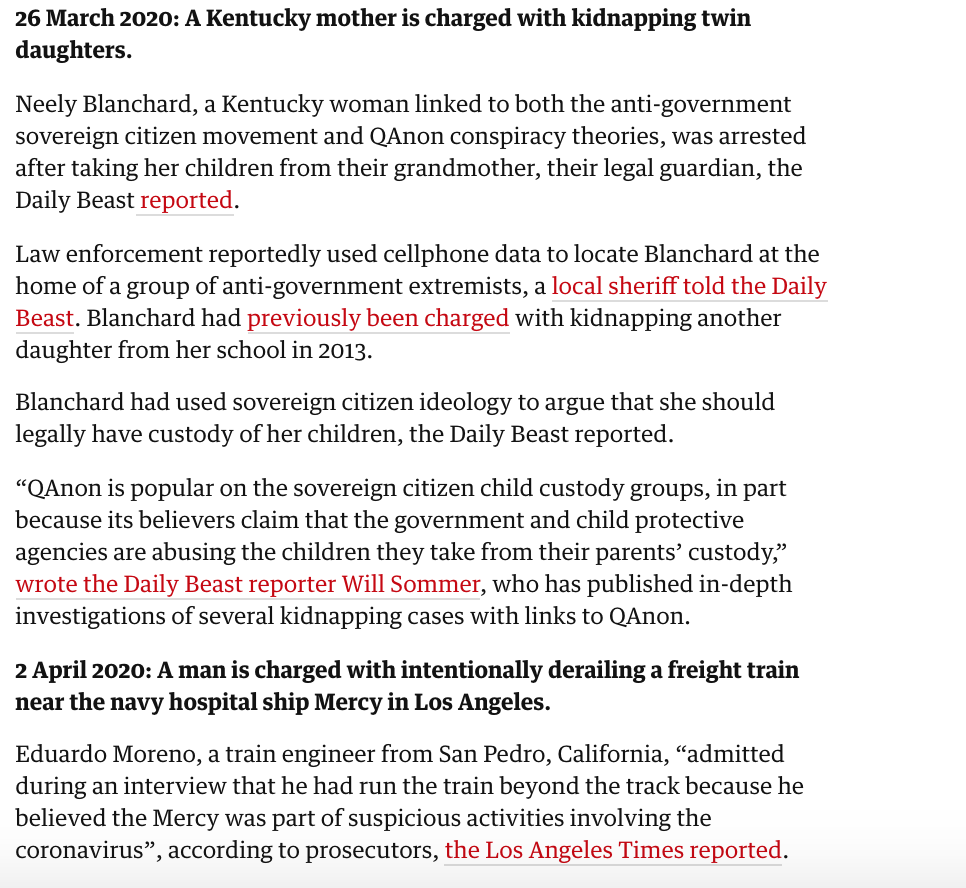 26 March 2020: A Kentucky mother is charged with kidnapping twin
daughters.
Neely Blanchard, a Kentucky woman linked to both the anti-government
sovereign citizen movement and QAnon conspiracy theories, was arrested
after taking her children from their grandmother, their legal guardian, the
Daily Beast reported.
Law enforcement reportedly used cellphone data to locate Blanchard at the
home of a group of anti-government extremists, a local sheriff told the Daily
Beast. Blanchard had previously been charged with kidnapping another
daughter from her school in 2013.
Blanchard had used sovereign citizen ideology to argue that she should
legally have custody of her children, the Daily Beast reported.
“QAnon is popular on the sovereign citizen child custody groups, in part
because its believers claim that the government and child protective
agencies are abusing the children they take from their parents’ custody,”
wrote the Daily Beast reporter Will Sommer, who has published in-depth
investigations of several kidnapping cases with links to QAnon.
2 April 2020: A man is charged with intentionally derailing a freight train
near the navy hospital ship Mercy in Los Angeles.
Eduardo Moreno, a train engineer from San Pedro, California, “admitted
during an interview that he had run the train beyond the track because he
believed the Mercy was part of suspicious activities involving the
coronavirus”, according to prosecutors, the Los Angeles Times reported.